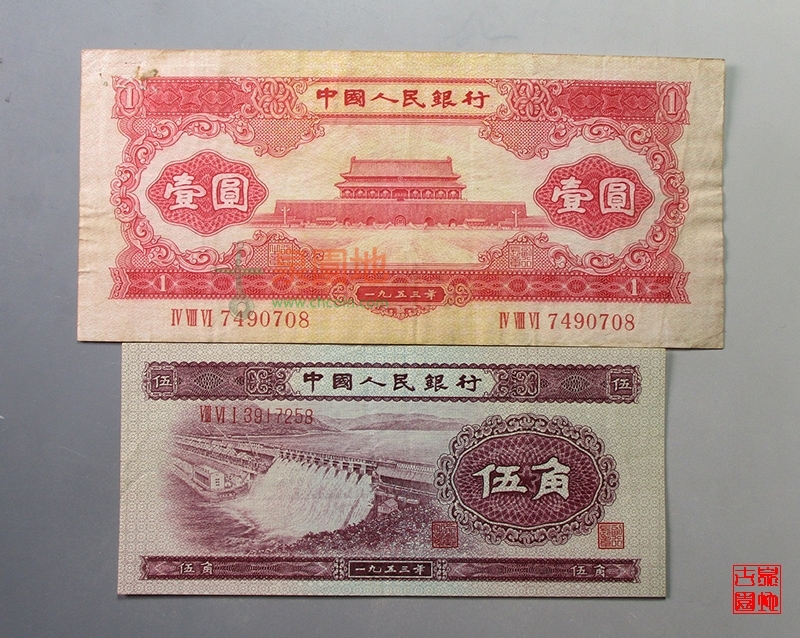 1 中國人民銀行 1
壹圓 壹圓
1 一九五三年 1
IV VIII VI 7490708 IV VIII VI 7490708
伍 中國人民銀行 伍
VIII VI I 3917258
伍角
伍角 一九五三年 伍角